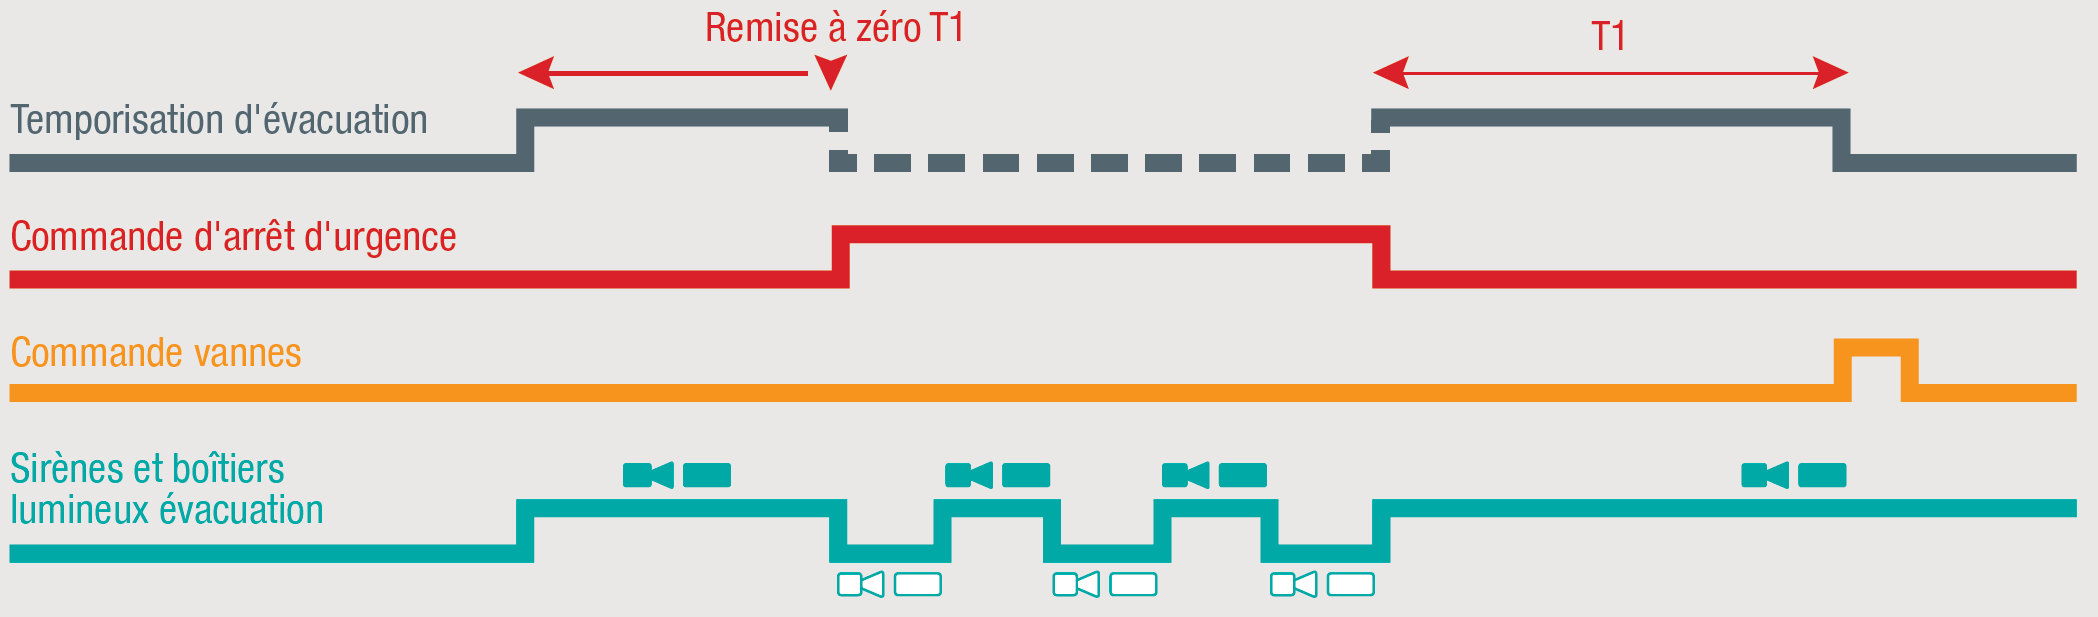 Remise à zéro T1
T1
Temporisation d'évacuation
Commande d'arrêt d'urgence
Commande vannes
Sirènes et boîtiers
lumineux évacuation